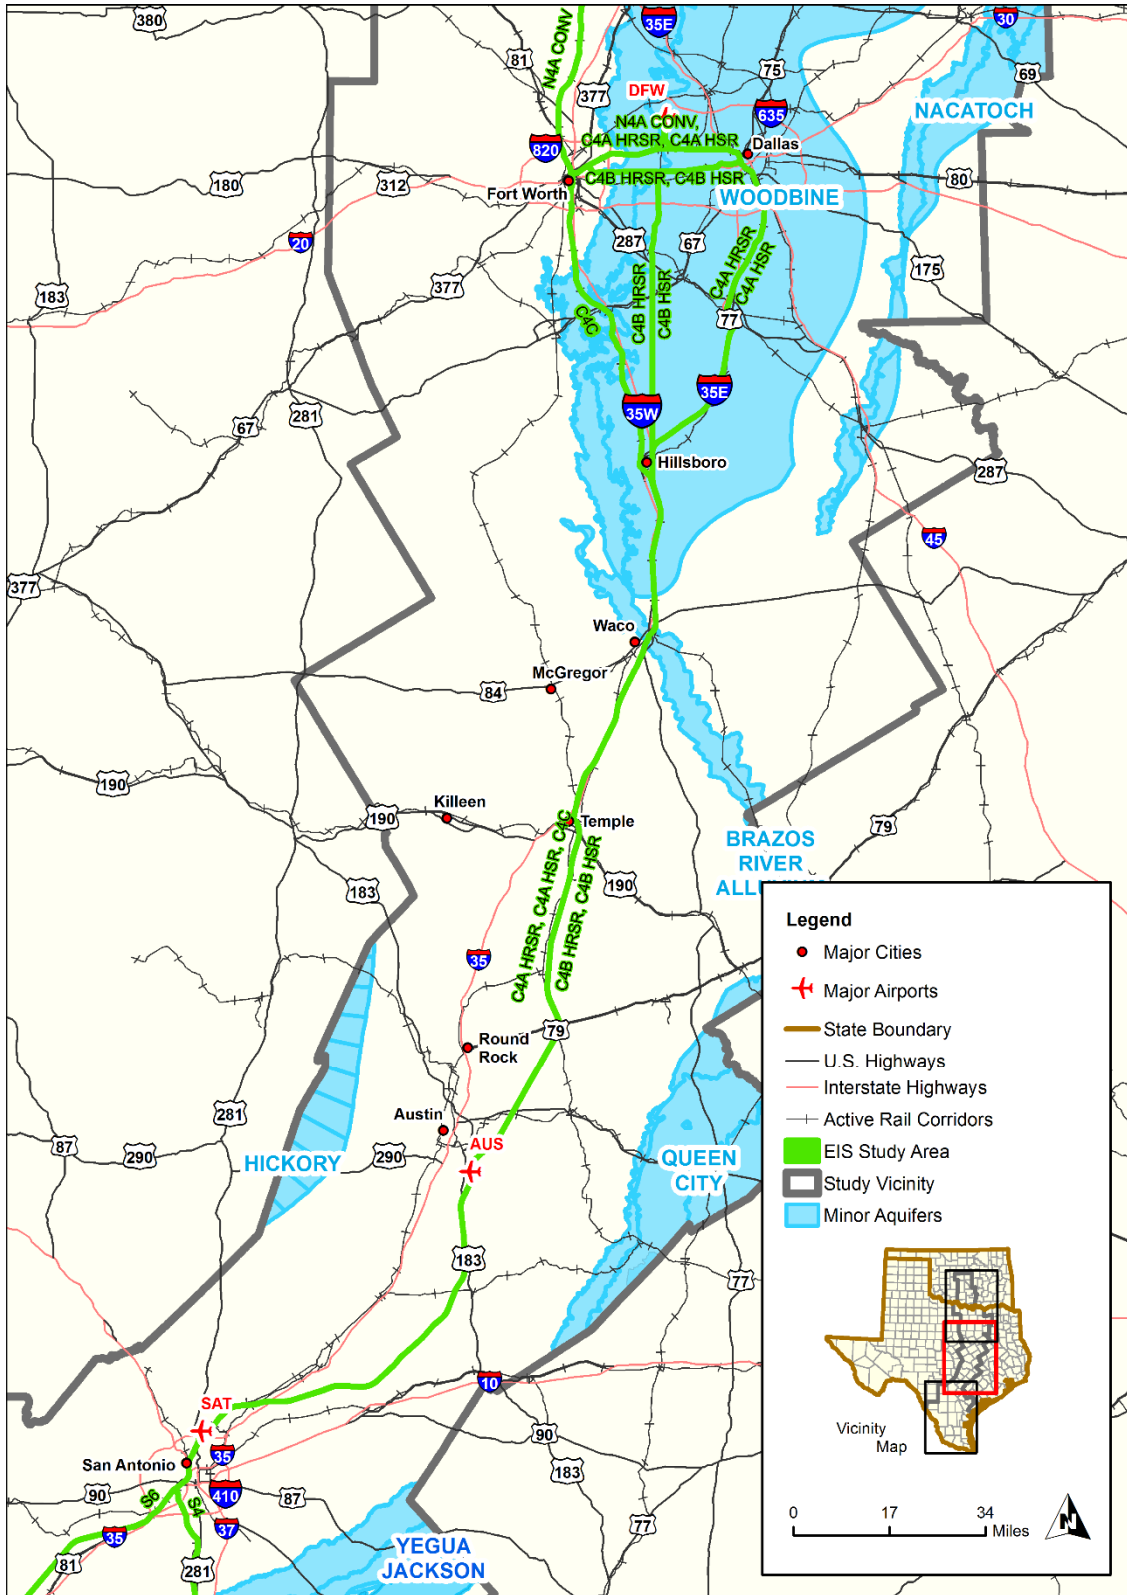 380
35E
30
N4A CONV
81
75
69
377
DFW
635
NACATOCH
N4A CONV,
C4A HRSR, C4A HSR
820
Dallas
180
312
Fort Worth
C4B HRSR, C4B HSR
80
WOODBINE
20
287
67
175
183
377
C4B HRSR
C4B HSR
C4A HRSR
C4A HSR
C4C
77
35E
35W
281
67
Hillsboro
287
45
377
Waco
McGregor
84
190
Killeen
190
Temple
79
BRAZOS
RIVER
183
190
C4A HRSR, C4A HSR, C4C
C4B HRSR, C4B HSR
35
79
Round
Rock
281
Austin
87
290
HICKORY
290
AUS
QUEEN
CITY
183
77
10
SAT
90
35
San Antonio
183
90
S6
S4
410
87
35
37
77
81
281
YEGUA
JACKSON
Legend
Major Cities
Major Airports
State Boundary
U.S. Highways
Interstate Highways
Active Rail Corridors
EIS Study Area
Study Vicinity
Minor Aquifers
Vicinity
Map
0 17 34
Miles
N